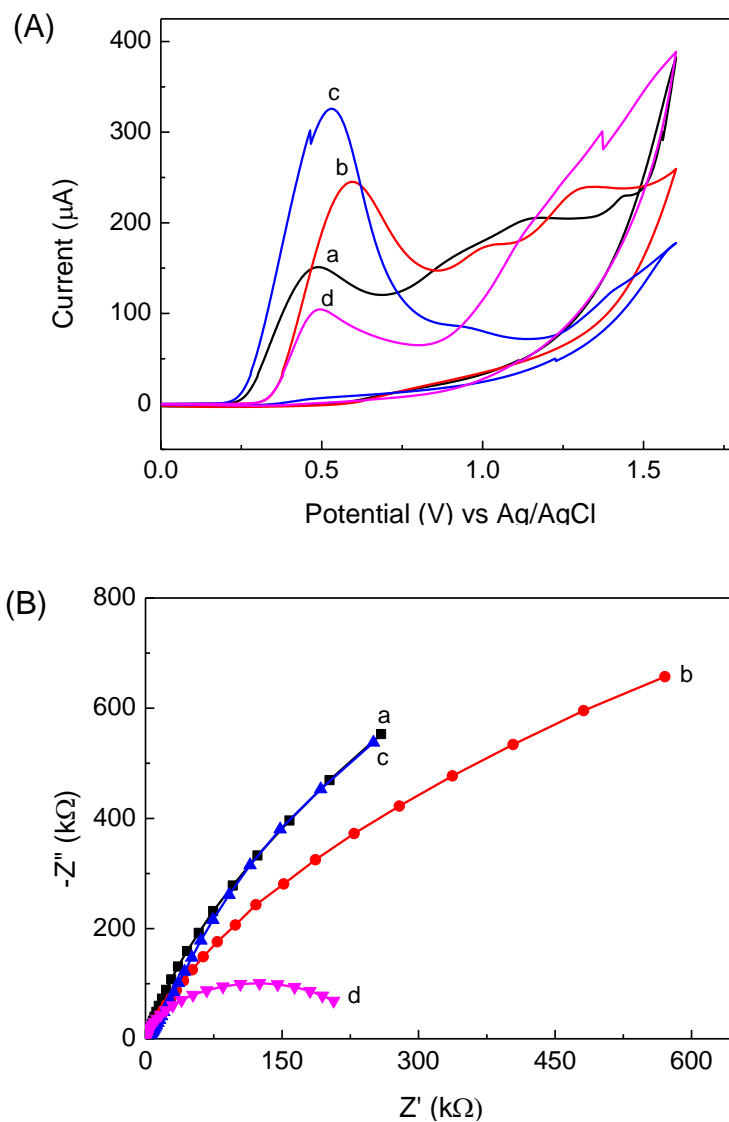 (A)
400
300
200
100
0
Current (μA)
c
b
a
d
0.0 0.5 1.0 1.5
Potential (V) vs Ag/AgCl
(B)
800
600
400
200
0
-Z" (kΩ)
a
b
c
d
0 150 300 450 600
Z' (kΩ)